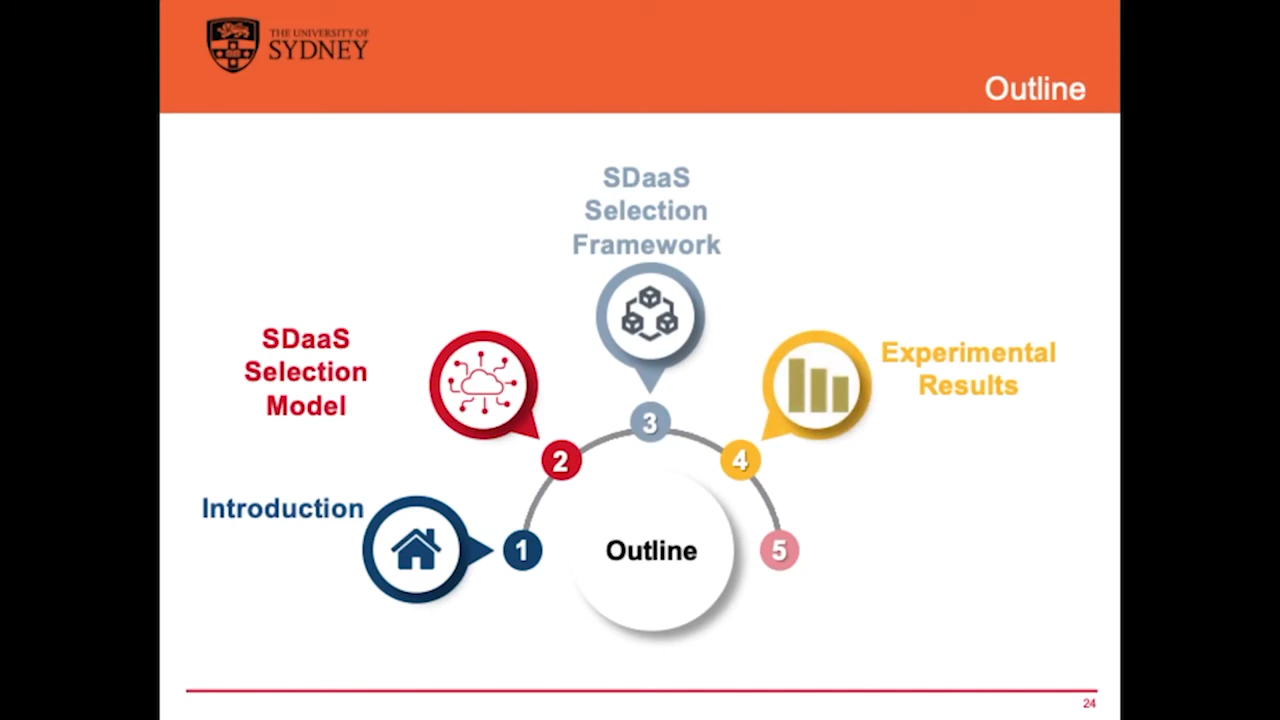 THE UNIVERSITY OF
SYDNEY
Outline
SDaaS
Selection
Framework
SDaaS
Selection
Model
Experimental
Results
Introduction
1
2
3
4
5
Outline
24